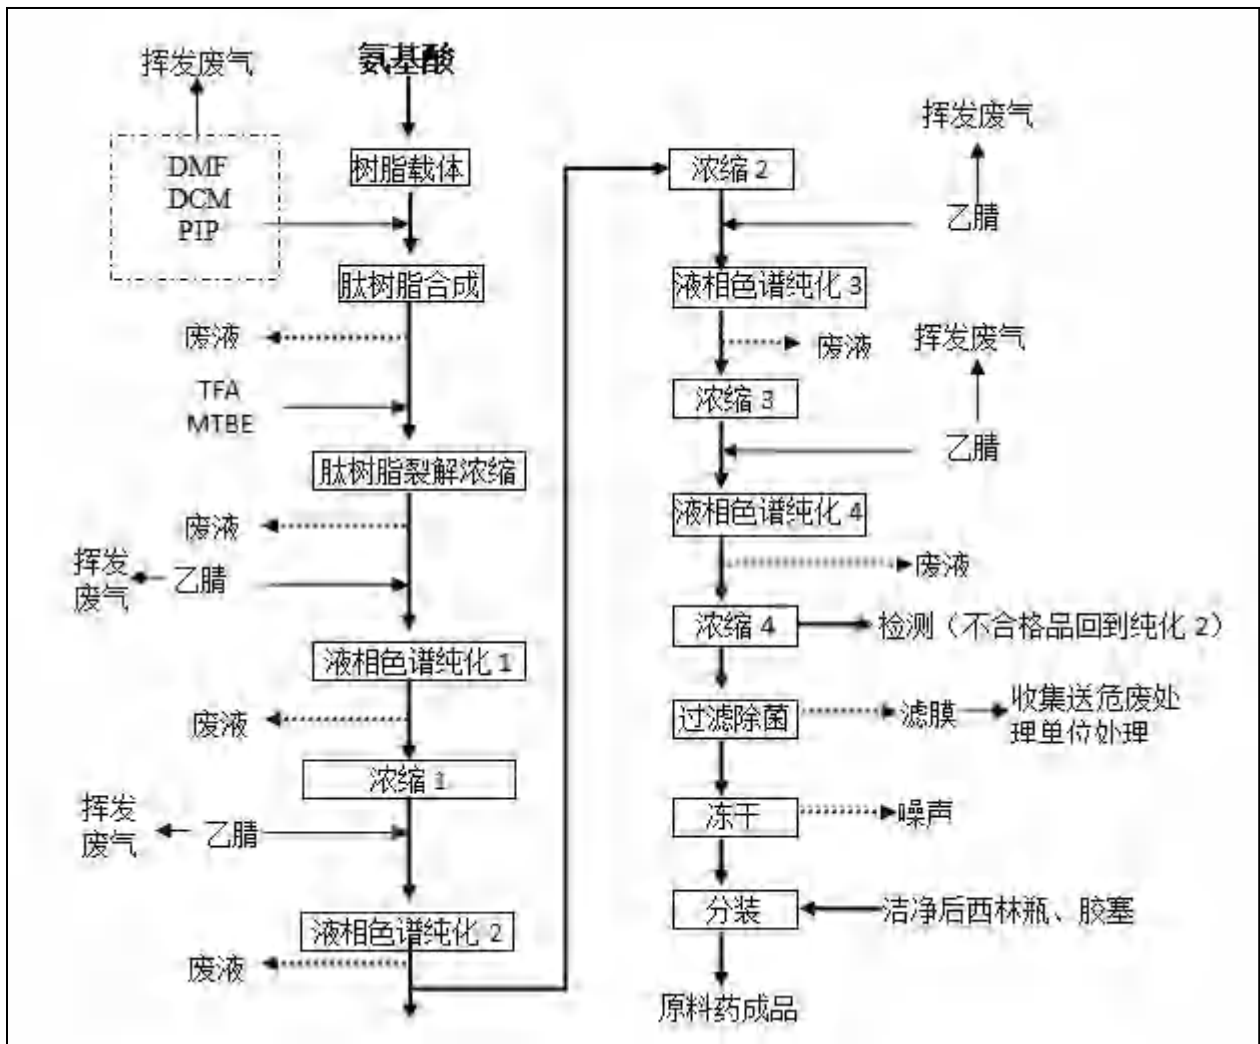 挥发废气
氨基酸
DMF
DCM
PIP
树脂载体
肽树脂合成
废液
TFA
MTBE
肽树脂裂解浓缩
废液
挥发
废气
乙腈
液相色谱纯化 1
废液
浓缩 1
挥发
废气
乙腈
液相色谱纯化 2
废液
浓缩 2
挥发废气
乙腈
液相色谱纯化 3
废液
挥发废气
浓缩 3
乙腈
液相色谱纯化 4
废液
浓缩 4
检测（不合格品回到纯化 2）
过滤除菌
滤膜
收集送危废处
理单位处理
冻干
噪声
分装
洁净后西林瓶、胶塞
原料药成品